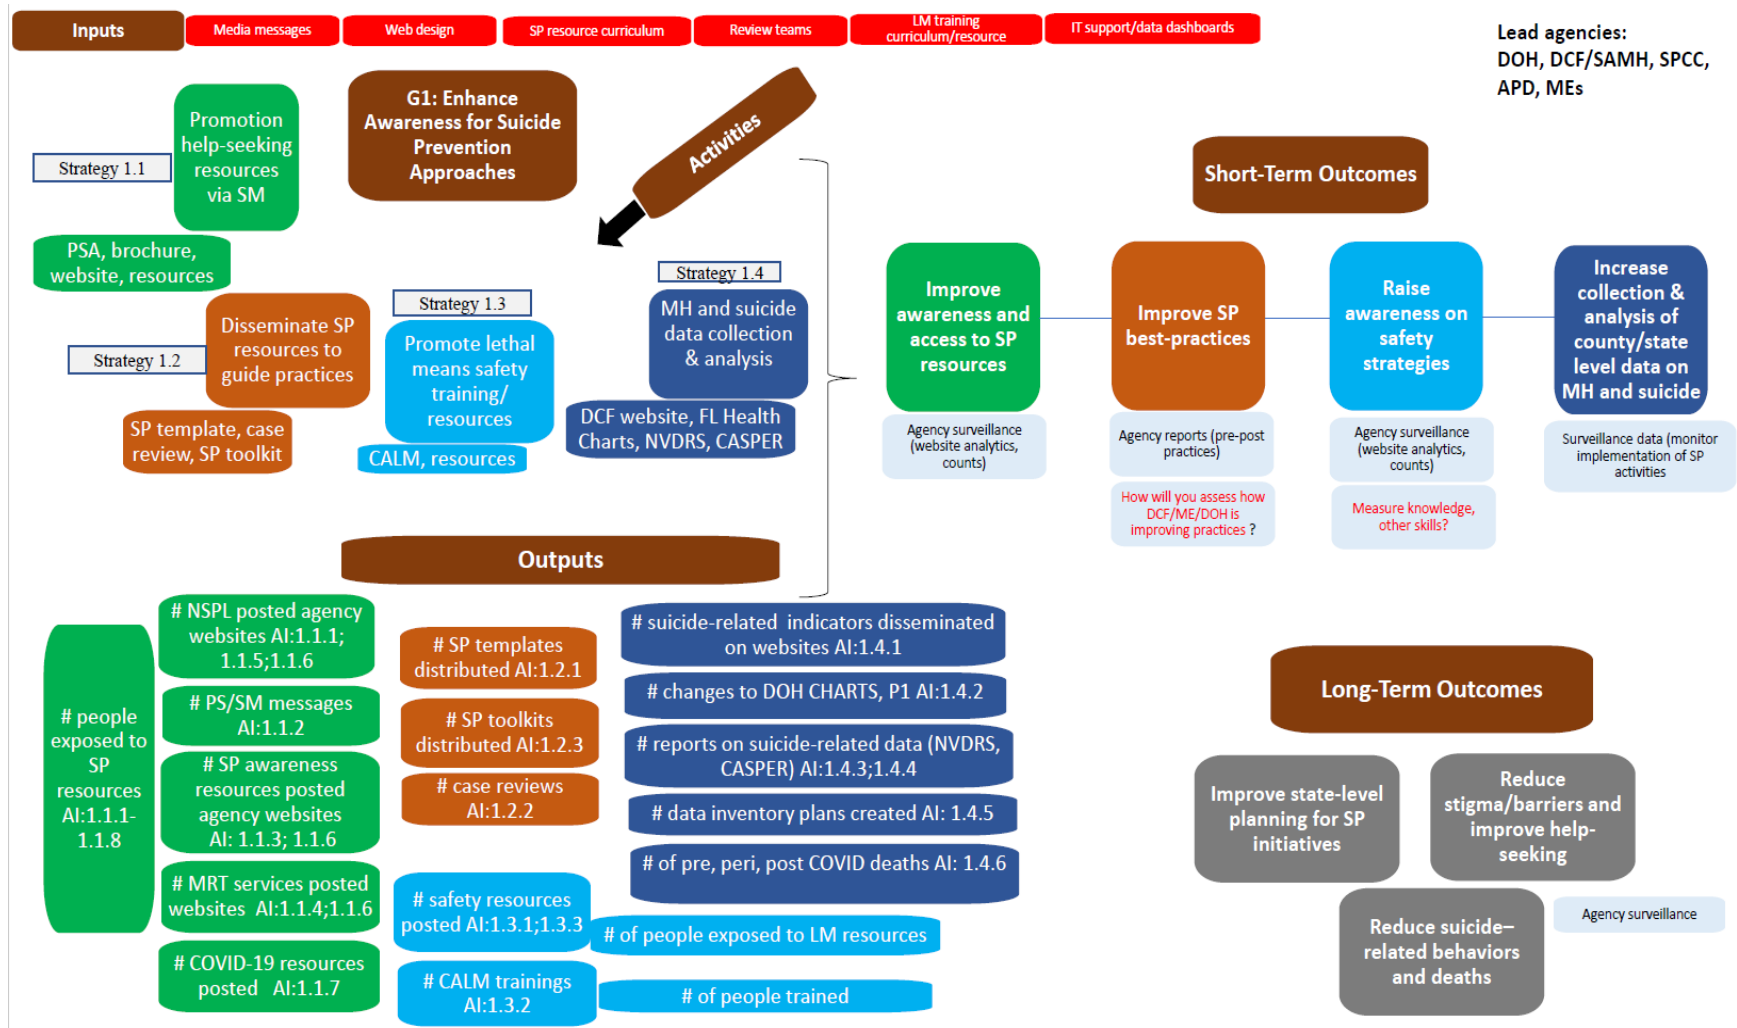 Inputs
Media messages
Web design
SP resource curriculum
Review teams
LM training
curriculum/resource
IT support/data dashboards
Lead agencies:
DOH, DCF/SAMH, SPCC,
APD, MEs
G1: Enhance
Awareness for Suicide
Prevention
Approaches
Activities
Strategy 1.1
Promotion
help-seeking
resources
via SM
PSA, brochure,
website, resources
Strategy 1.2
Disseminate SP
resources to
guide practices
SP template, case
review, SP toolkit
Strategy 1.3
Promote lethal
means safety
training/
resources
CALM, resources
Strategy 1.4
MH and suicide
data collection
& analysis
DCF website, FL Health
Charts, NVDRS, CASPER
Short-Term Outcomes
Improve
awareness and
access to SP
resources
Agency surveillance
(website analytics,
counts)
Improve SP
best-practices
Agency reports (pre-post
practices)
How will you assess how
DCF/ME/DOH is
improving practices ?
Raise
awareness on
safety
strategies
Agency surveillance
(website analytics,
counts)
Measure knowledge,
other skills?
Increase
collection &
analysis of
county/state
level data on
MH and suicide
Surveillance data (monitor
implementation of SP
activities
Outputs
# people
exposed to
SP
resources
AI:1.1.1-
1.1.8
# NSPL posted agency
websites AI:1.1.1;
1.1.5;1.1.6
# PS/SM messages
AI:1.1.2
# SP awareness
resources posted
agency websites
AI: 1.1.3; 1.1.6
# MRT services posted
websites AI:1.1.4;1.1.6
# COVID-19 resources
posted AI:1.1.7
# SP templates
distributed AI:1.2.1
# SP toolkits
distributed AI:1.2.3
# case reviews
AI:1.2.2
# safety resources
posted AI:1.3.1;1.3.3
# CALM trainings
AI:1.3.2
# suicide-related indicators disseminated
on websites AI:1.4.1
# changes to DOH CHARTS, P1 AI:1.4.2
# reports on suicide-related data (NVDRS,
CASPER) AI:1.4.3;1.4.4
# data inventory plans created AI: 1.4.5
# of pre, peri, post COVID deaths AI: 1.4.6
# of people exposed to LM resources
# of people trained
Long-Term Outcomes
Improve state-level
planning for SP
initiatives
Reduce
stigma/barriers and
improve help-
seeking
Reduce suicide–
related behaviors
and deaths
Agency surveillance